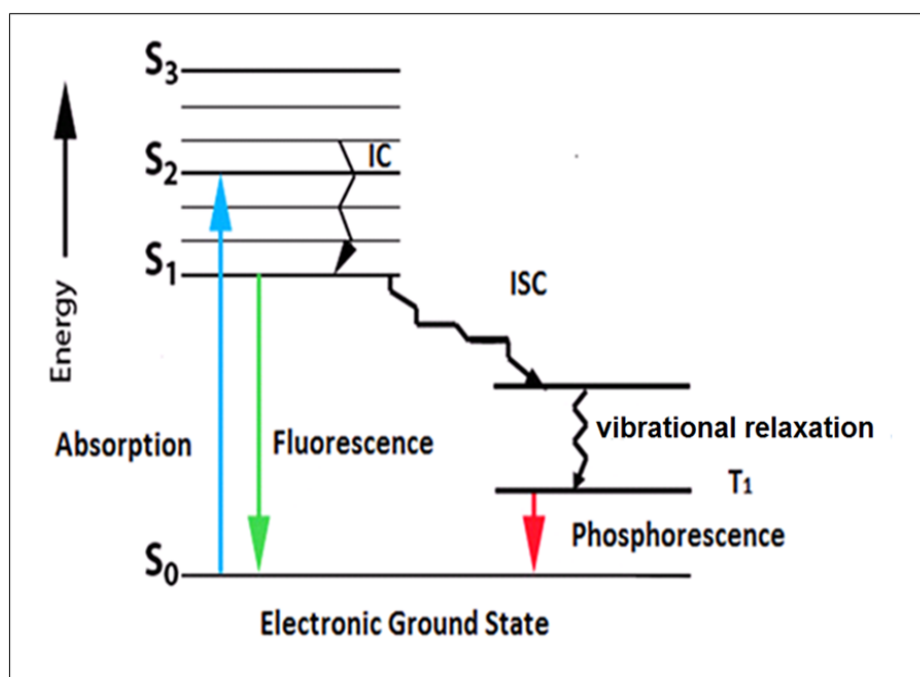 S3
IC
S2
S1
ISC
Energy
Absorption
Fluorescence
vibrational relaxation
T1
Phosphorescence
S0
Electronic Ground State